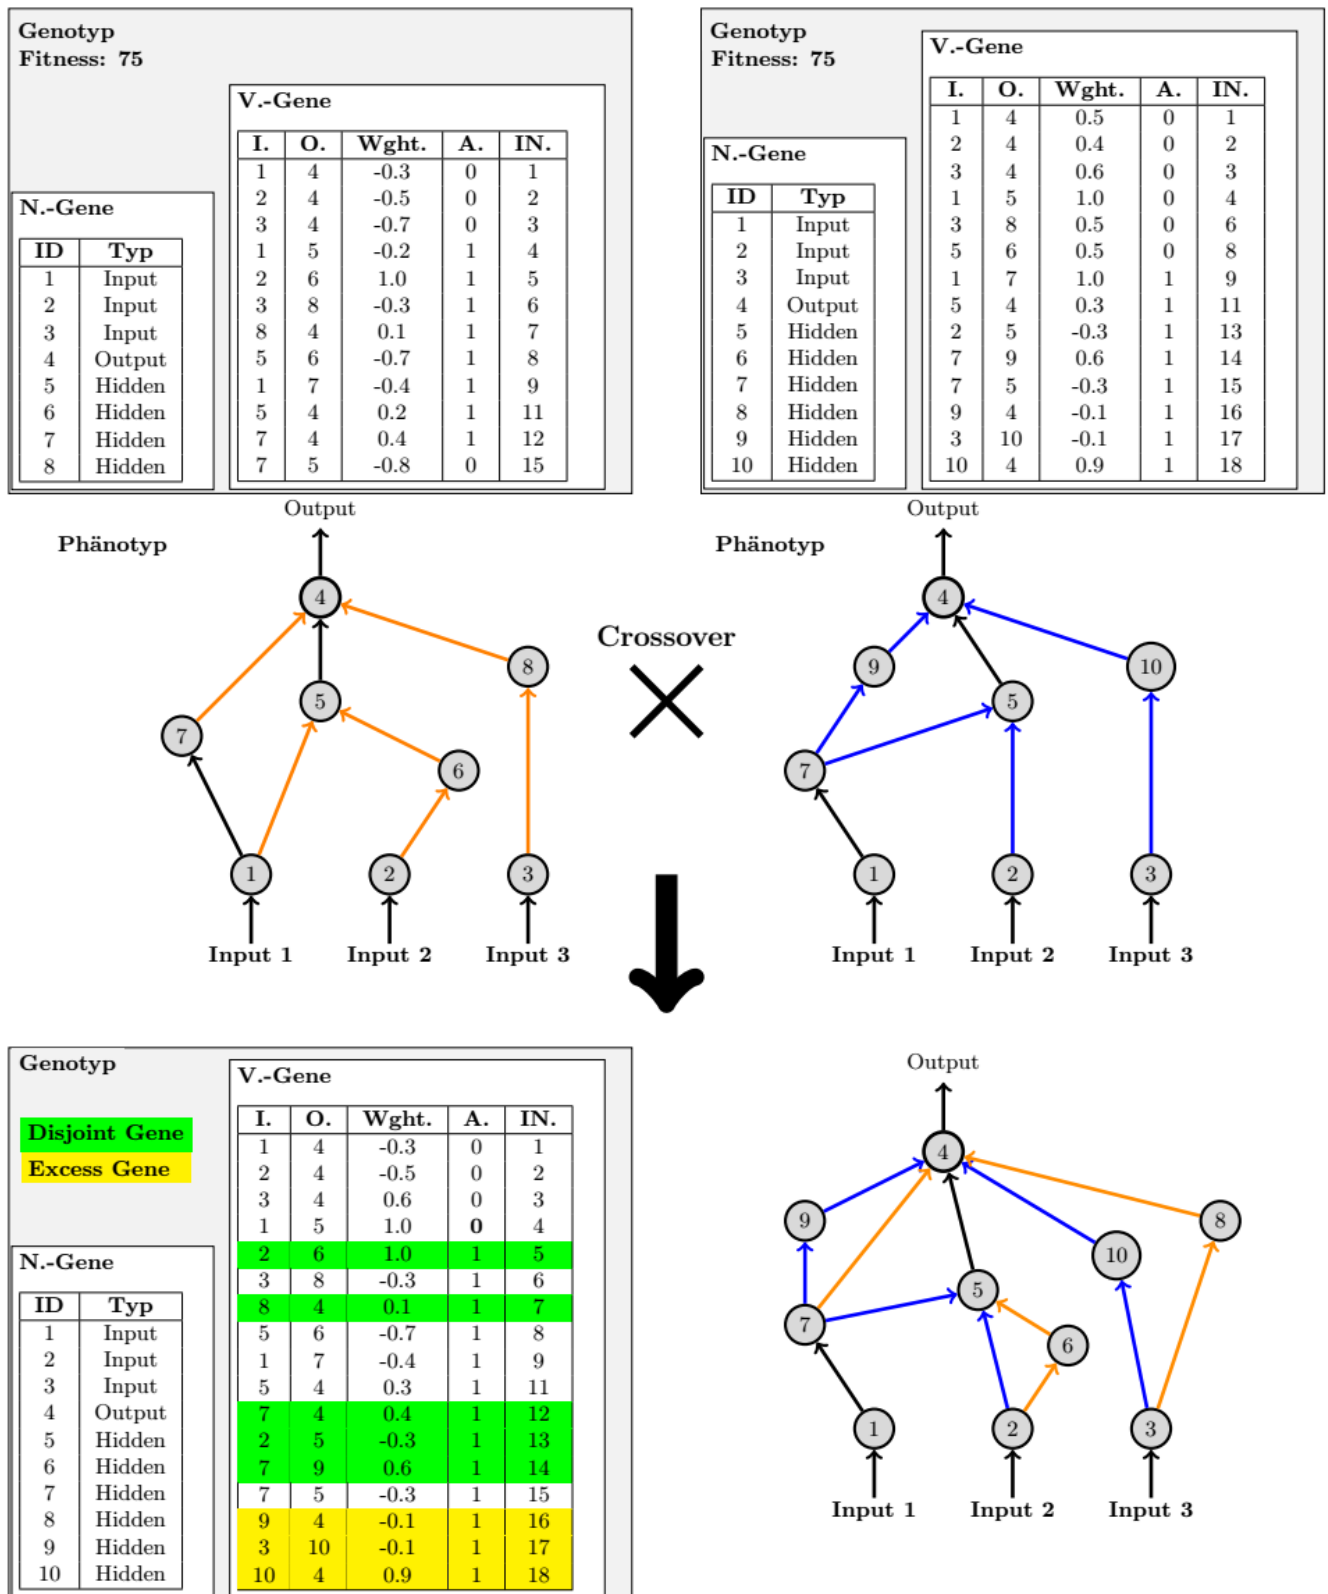 Genotyp
Fitness: 75
V.-Gene
I. O. Wght. A. IN.
1 4 -0.3 0 1
2 4 -0.5 0 2
3 4 -0.7 0 3
1 5 -0.2 1 4
2 6 1.0 1 5
3 8 -0.3 1 6
8 4 0.1 1 7
5 6 -0.7 1 8
1 7 -0.4 1 9
5 4 0.2 1 11
7 4 0.4 1 12
7 5 -0.8 0 15
N.-Gene
ID Typ
1 Input
2 Input
3 Input
4 Output
5 Hidden
6 Hidden
7 Hidden
8 Hidden
Genotyp
Fitness: 75
V.-Gene
I. O. Wght. A. IN.
1 4 0.5 0 1
2 4 0.4 0 2
3 4 0.6 0 3
1 5 1.0 0 4
3 8 0.5 0 6
5 6 0.5 0 8
1 7 1.0 1 9
5 4 0.3 1 11
2 5 -0.3 1 13
7 9 0.6 1 14
7 5 -0.3 1 15
9 4 -0.1 1 16
3 10 -0.1 1 17
10 4 0.9 1 18
N.-Gene
ID Typ
1 Input
2 Input
3 Input
4 Output
5 Hidden
6 Hidden
7 Hidden
8 Hidden
9 Hidden
10 Hidden
Output
Phänotyp
4
8
5
7
6
1
2
3
Input 1 Input 2 Input 3
Crossover
Output
Phänotyp
4
9
10
5
7
1
2
3
Input 1 Input 2 Input 3
Genotyp
Disjoint Gene
Excess Gene
V.-Gene
I. O. Wght. A. IN.
1 4 -0.3 0 1
2 4 -0.5 0 2
3 4 0.6 0 3
1 5 1.0 0 4
2 6 1.0 1 5
3 8 -0.3 1 6
8 4 0.1 1 7
5 6 -0.7 1 8
1 7 -0.4 1 9
5 4 0.3 1 11
7 4 0.4 1 12
2 5 -0.3 1 13
7 9 0.6 1 14
7 5 -0.3 1 15
9 4 -0.1 1 16
3 10 -0.1 1 17
10 4 0.9 1 18
N.-Gene
ID Typ
1 Input
2 Input
3 Input
4 Output
5 Hidden
6 Hidden
7 Hidden
8 Hidden
9 Hidden
10 Hidden
Output
4
9
8
10
5
7
6
1
2
3
Input 1 Input 2 Input 3